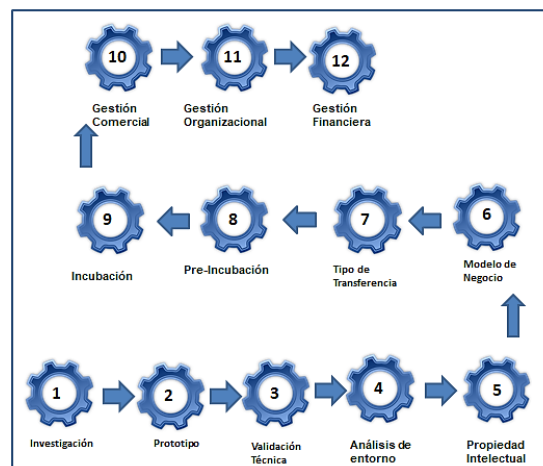 10
11
12
Gestión
Comercial
Gestión
Organizacional
Gestión
Financiera
9
8
7
6
Incubación
Pre-Incubación
Tipo de
Transferencia
Modelo de
Negocio
1
2
3
4
5
Investigación
Prototipo
Validación
Técnica
Análisis de
entorno
Propiedad
Intelectual